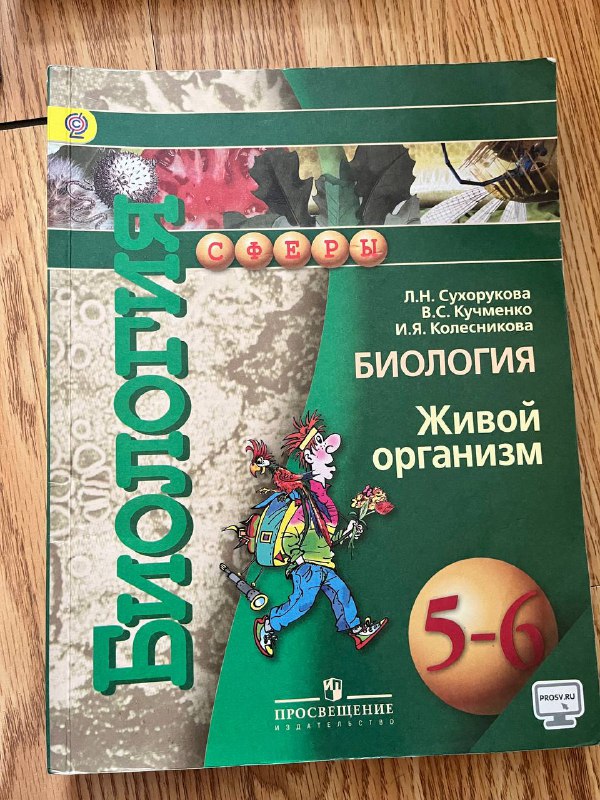 БИОЛОГИЯ
СФЕРЫ
Л.Н. Сухорукова
В.С. Кучменко
И.Я. Колесникова
БИОЛОГИЯ
Живой
организм
5-6
PROSV.RU
ПРОСВЕЩЕНИЕ
ИЗДАТЕЛЬСТВО